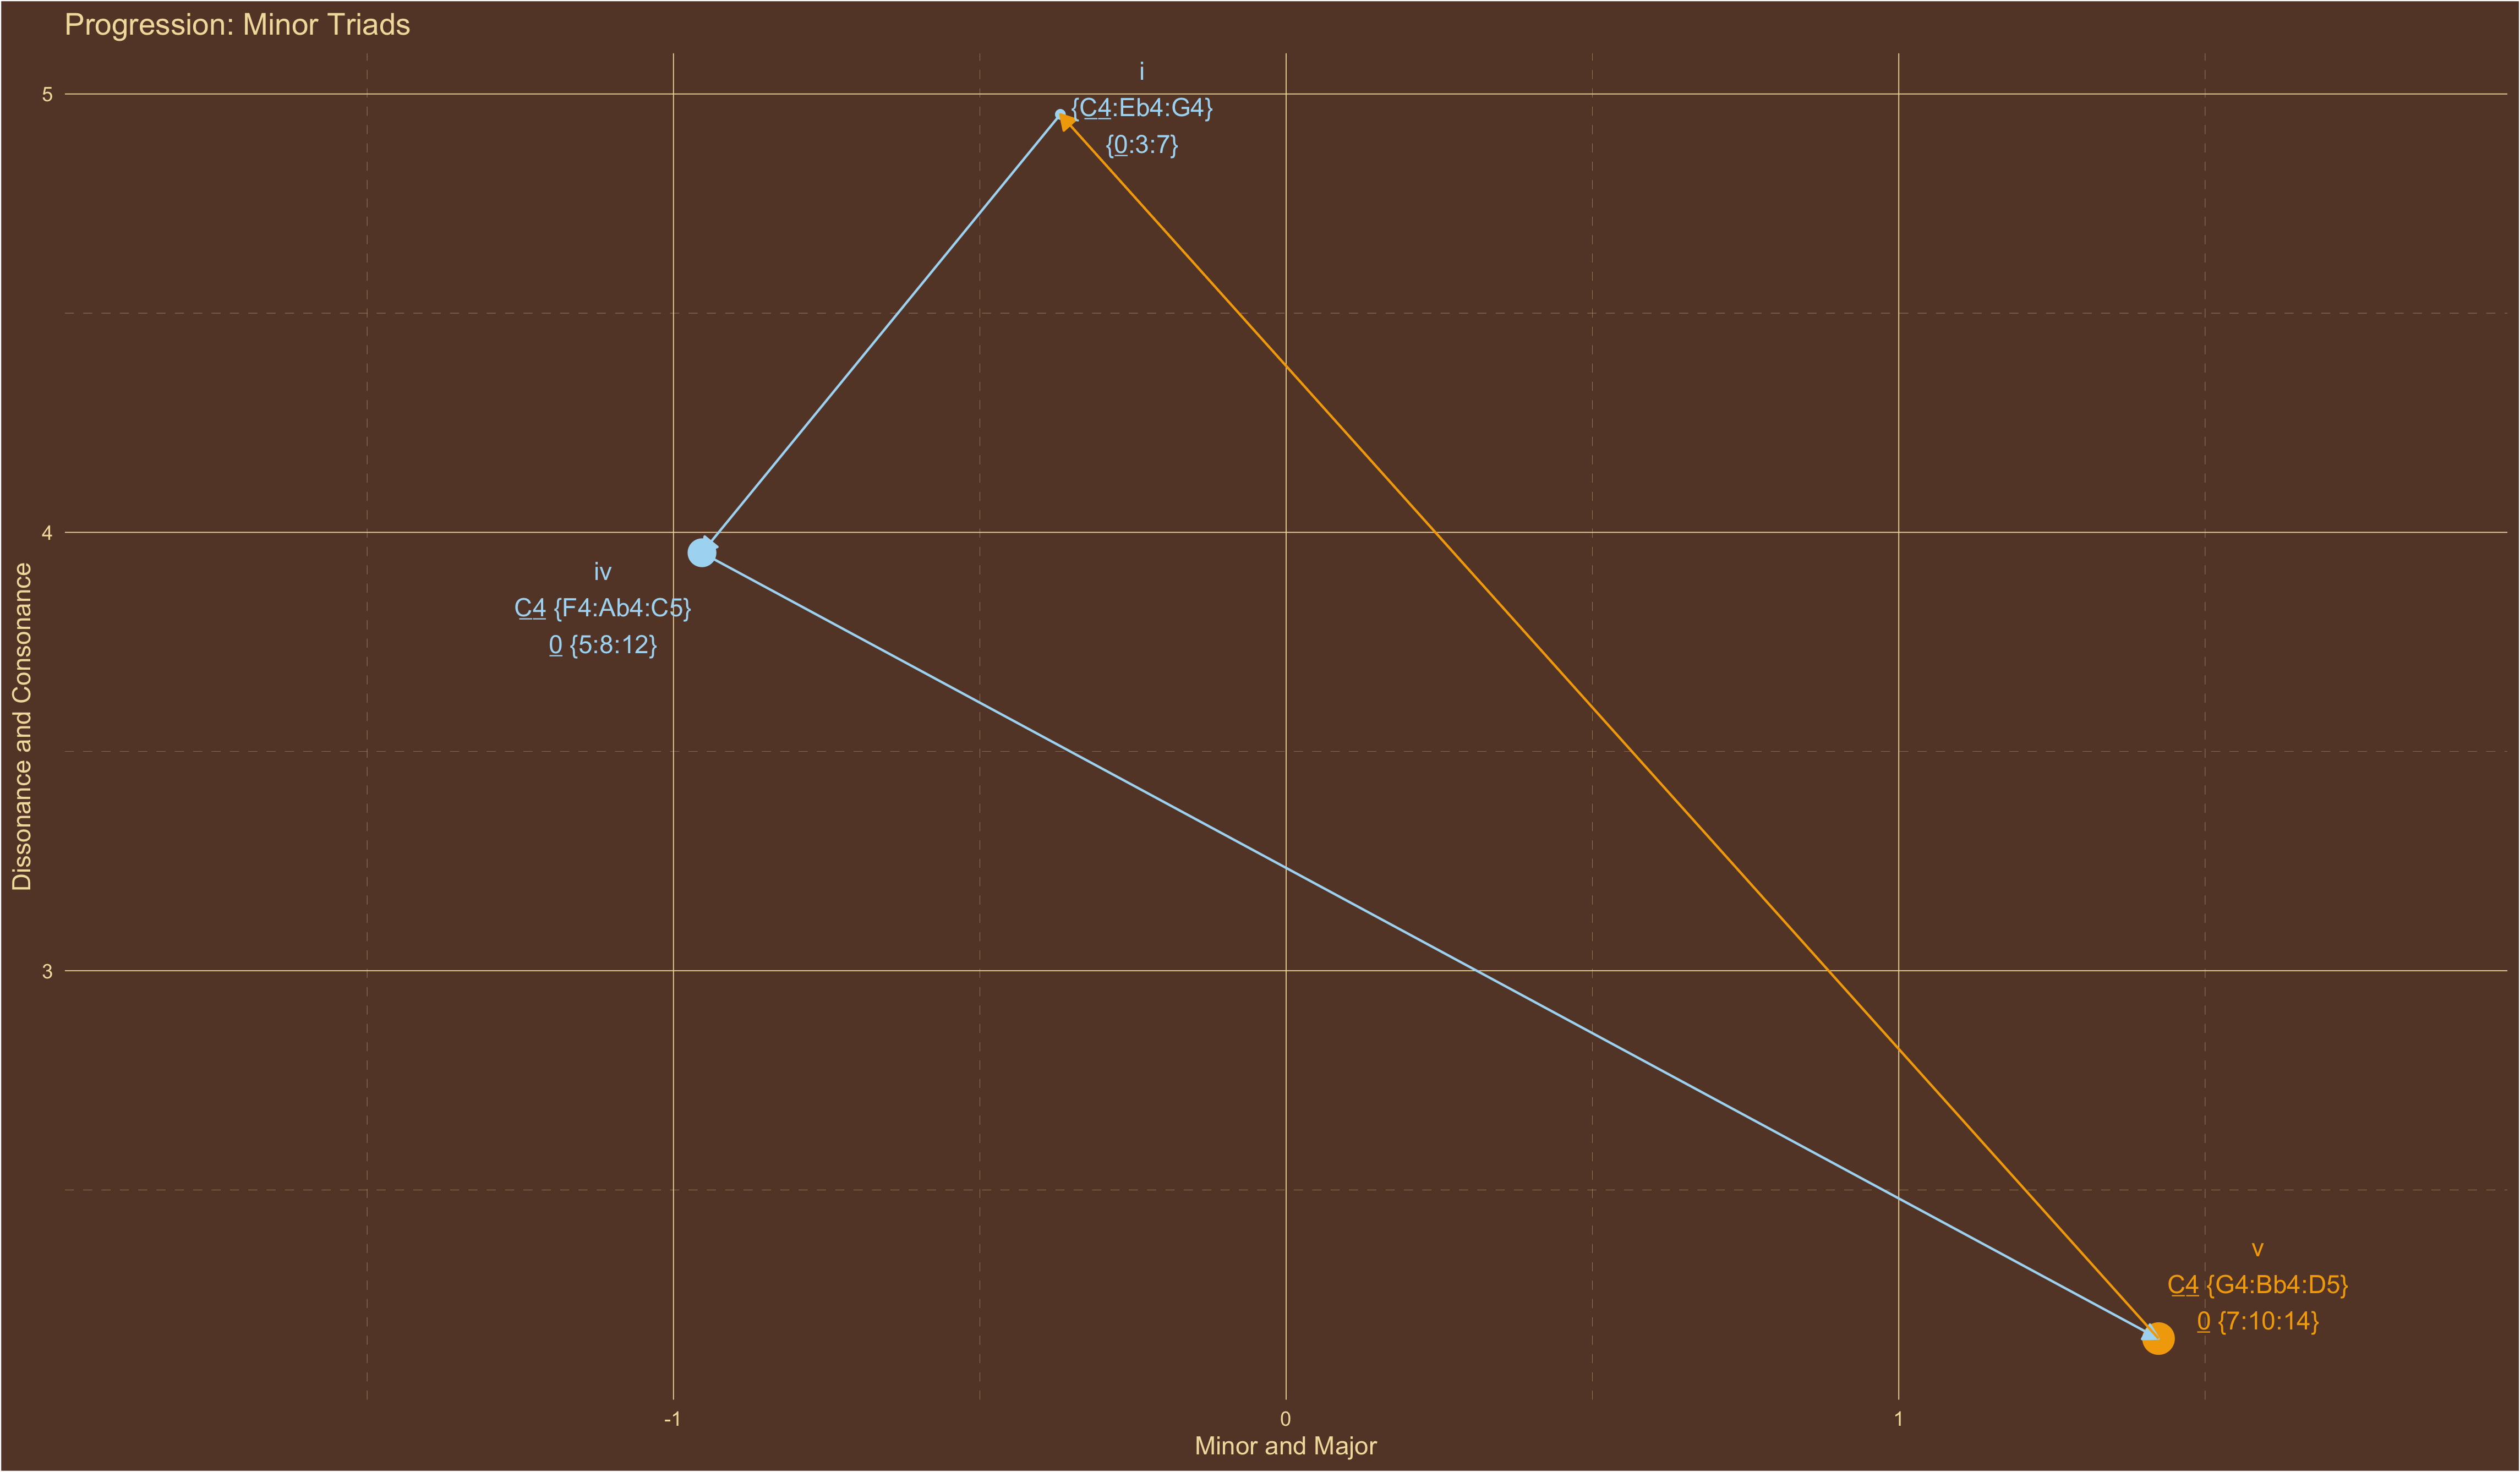 Progression: Minor Triads
5
i
{C4:Eb4:G4}
{0:3:7}
4
iv
C4 {F4:Ab4:C5}
0 {5:8:12}
Dissonance and Consonance
3
v
C4 {G4:Bb4:D5}
0 {7:10:14}
-1
0
1
Minor and Major